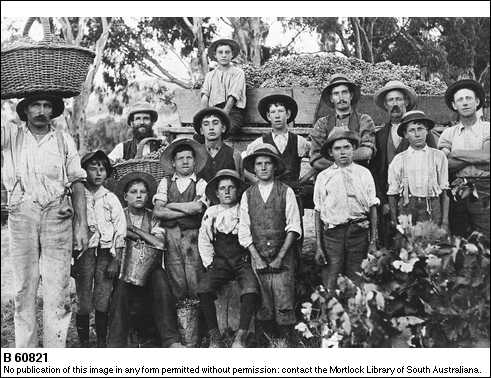 B 60821
No publication of this image in any form permitted without permission: contact the Mortlock Library of South Australiana.